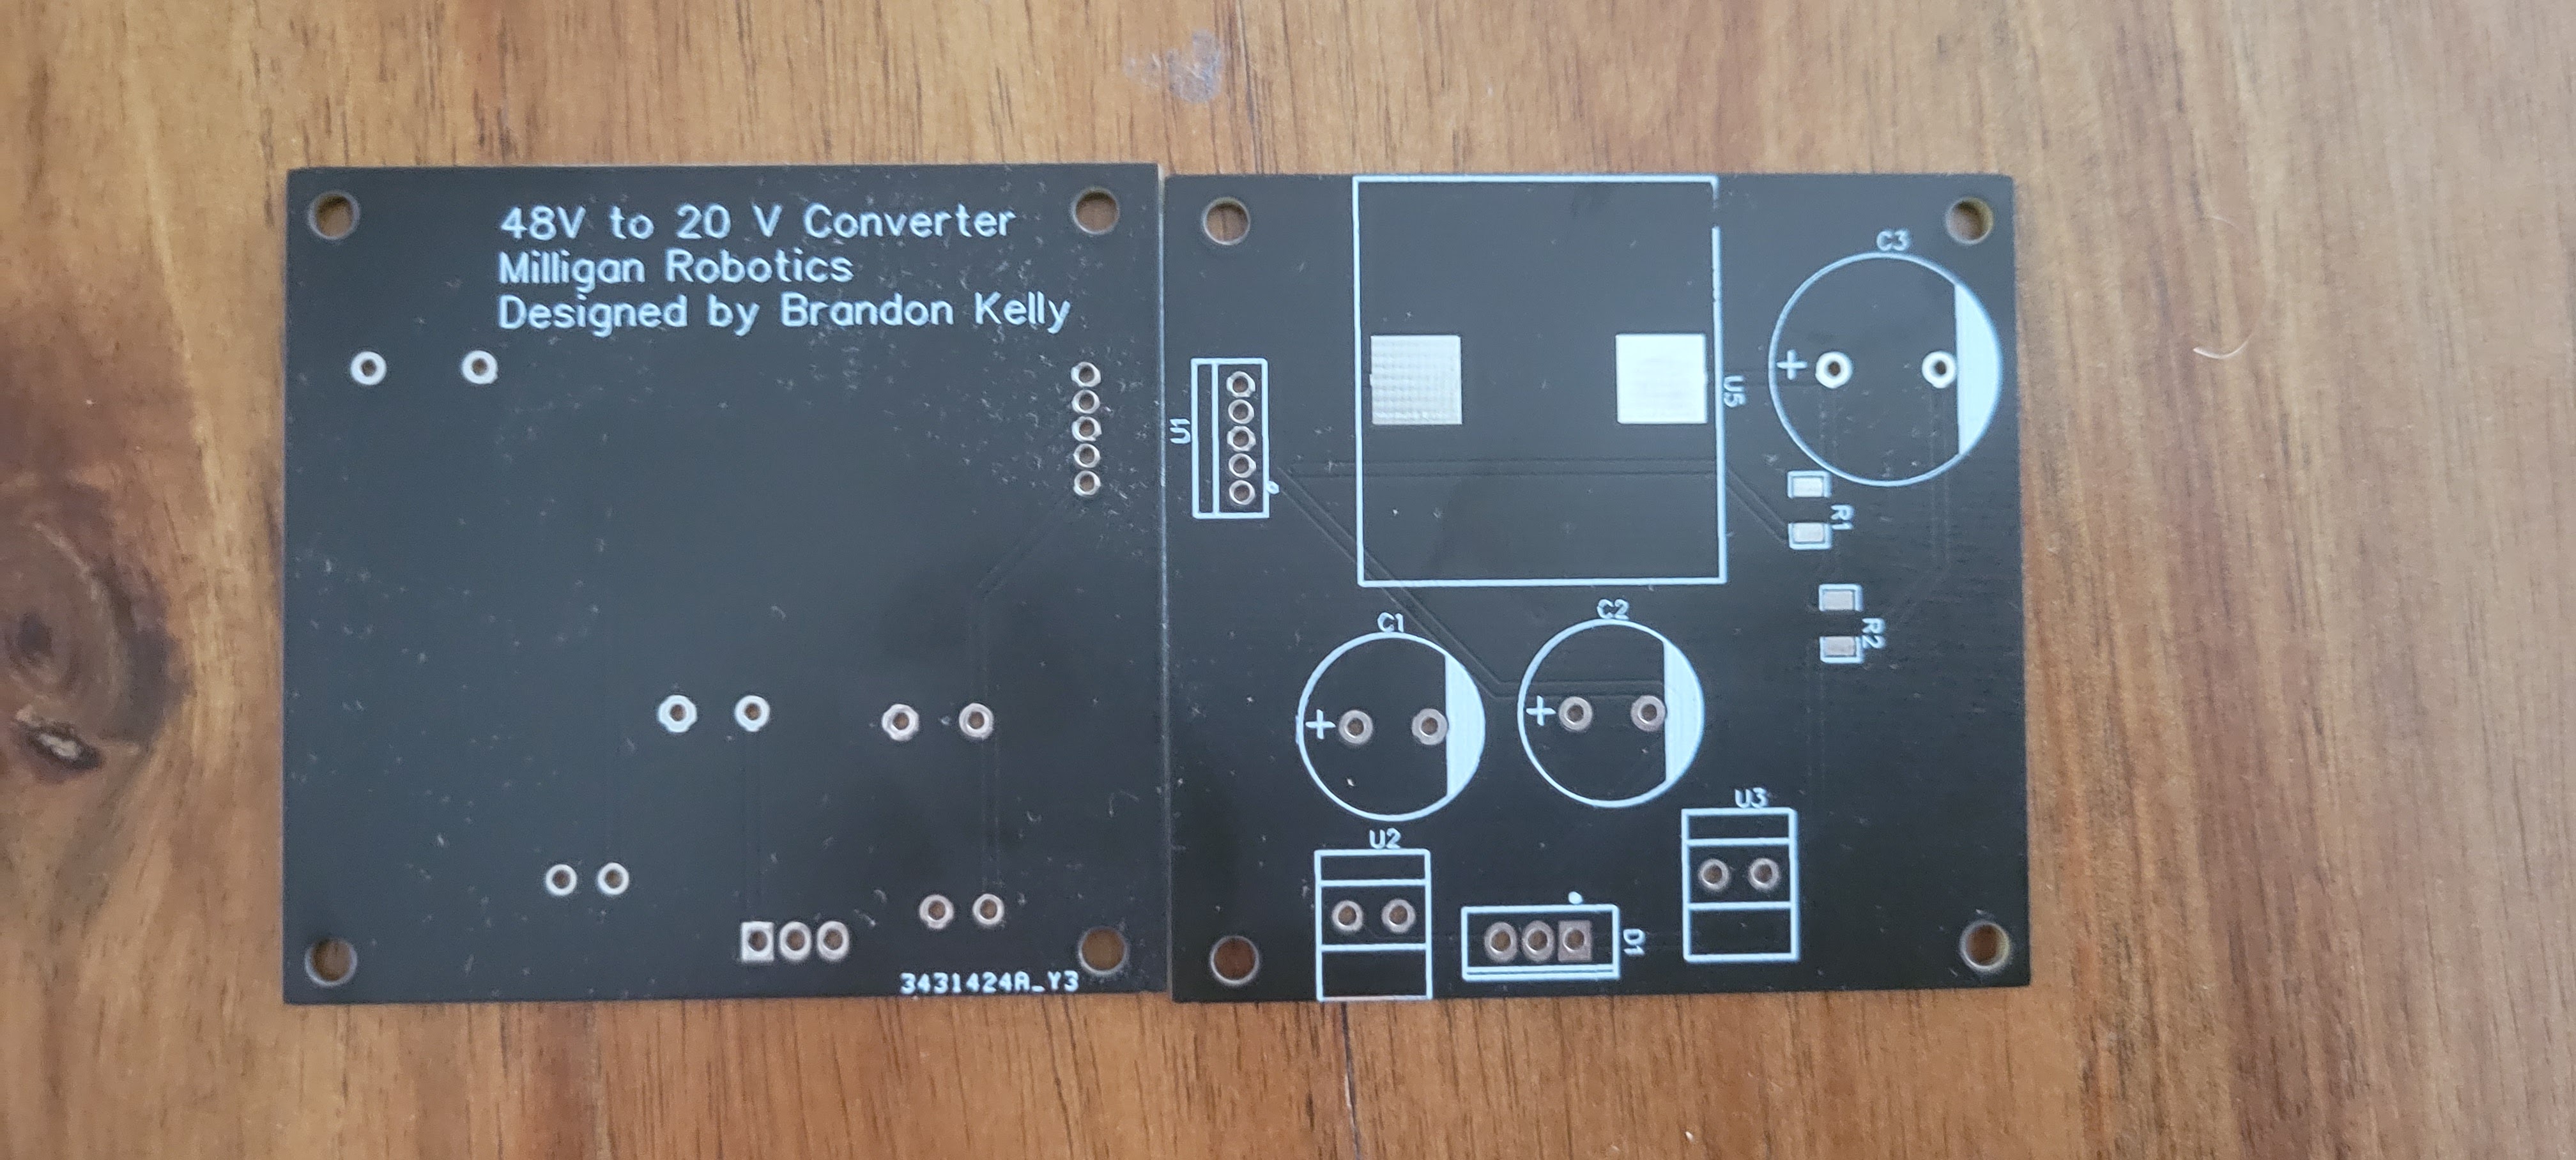 48V to 20 V Converter
Milligan Robotics
Designed by Brandon Kelly
3431424A_Y3
C3
U5
U1
+
R1
R2
C1
C2
+
+
U2
U3
D1